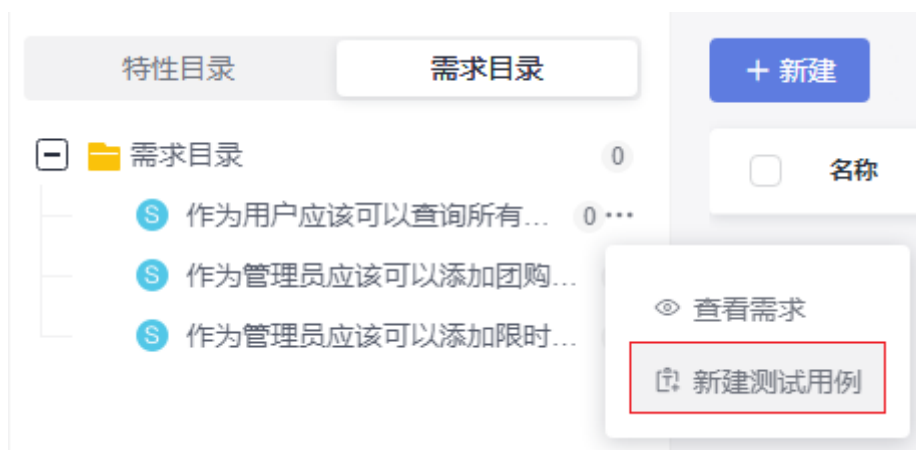 特性目录
需求目录
+ 新建
需求目录
0
名称
S 作为用户应该可以查询所有... 0 ···
S 作为管理员应该可以添加团购...
S 作为管理员应该可以添加限时...
查看需求
新建测试用例